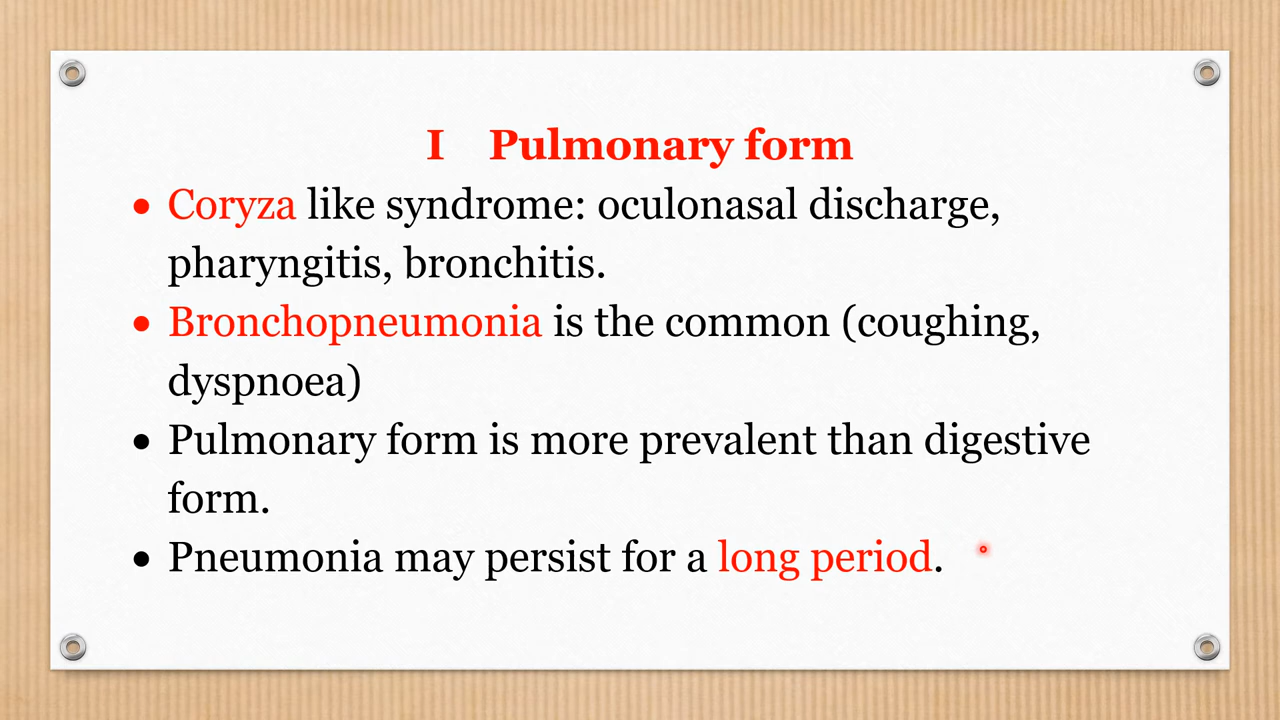 I Pulmonary form
• Coryza like syndrome: oculonasal discharge,
pharyngitis, bronchitis.
• Bronchopneumonia is the common (coughing,
dyspnoea)
• Pulmonary form is more prevalent than digestive
form.
• Pneumonia may persist for a long period.